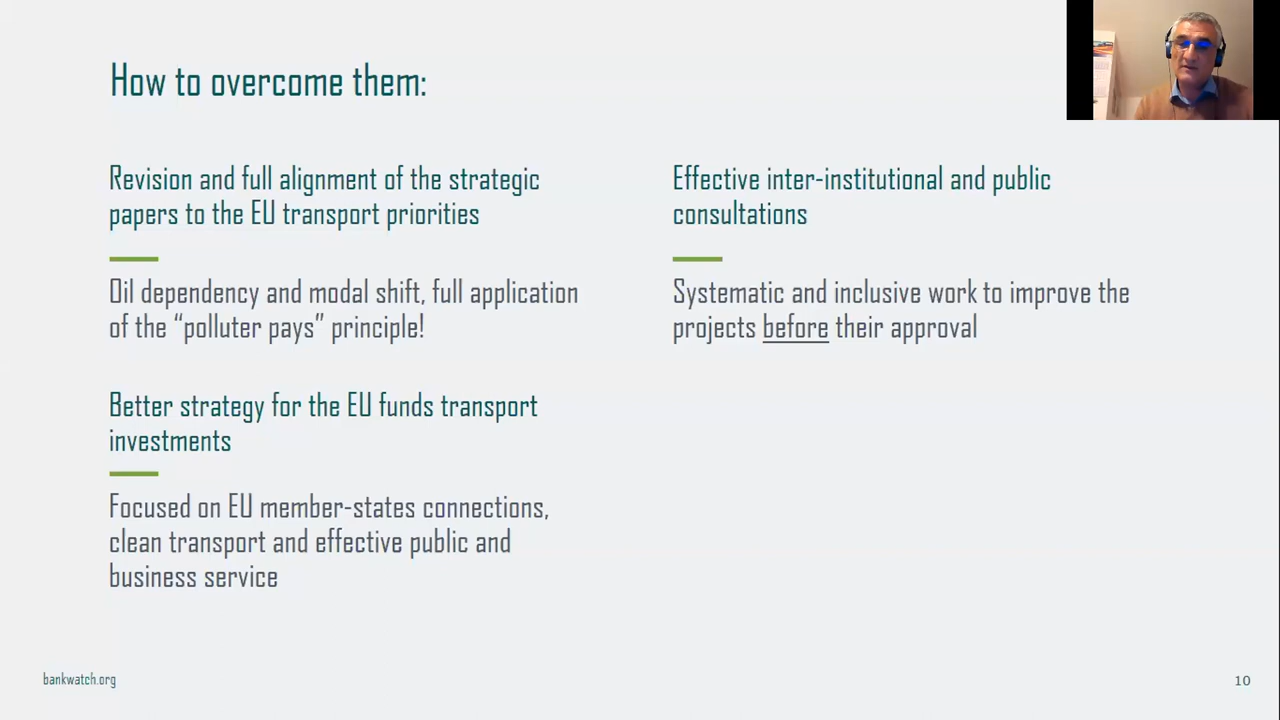 How to overcome them:
Revision and full alignment of the strategic
papers to the EU transport priorities
Oil dependency and modal shift, full application
of the “polluter pays” principle!
Better strategy for the EU funds transport
investments
Focused on EU member-states connections,
clean transport and effective public and
business service
Effective inter-institutional and public
consultations
Systematic and inclusive work to improve the
projects before their approval
bankwatch.org
10